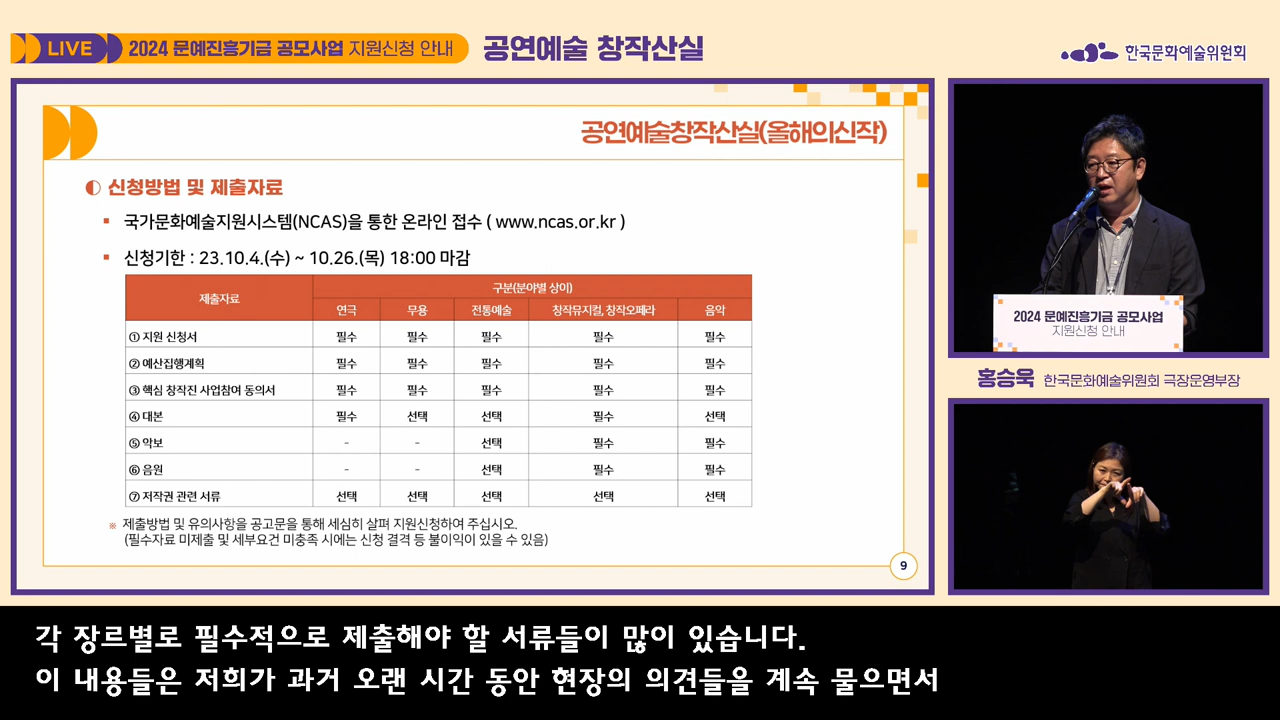 LIVE 2024 문예진흥기금 공모사업 지원신청 안내 공연예술 창작산실
한국문화예술위원회
공연예술창작산실(올해의신작)
신청방법 및 제출자료
국가문화예술지원시스템(NCAS)을 통한 온라인 접수 ( www.ncas.or.kr )
신청기한 : 23.10.4.(수) ~ 10.26.(목) 18:00 마감
제출자료 구분(분야별 상이)
연극 무용 전통예술 창작뮤지컬, 창작오페라 음악
① 지원 신청서 필수 필수 필수 필수 필수
② 예산집행계획 필수 필수 필수 필수 필수
③ 핵심 창작진 사업참여 동의서 필수 필수 필수 필수 필수
④ 대본 필수 선택 선택 필수 선택
⑤ 악보 - - 선택 필수 필수
⑥ 음원 - - 선택 필수 필수
⑦ 저작권 관련 서류 선택 선택 선택 선택 선택
※ 제출방법 및 유의사항을 공고문을 통해 세심히 살펴 지원신청하여 주십시오.
(필수자료 미제출 및 세부요건 미충족 시에는 신청 결격 등 불이익이 있을 수 있음)
9
2024 문예진흥기금 공모사업
지원신청 안내
홍승욱 한국문화예술위원회 극장운영부장
각 장르별로 필수적으로 제출해야 할 서류들이 많이 있습니다.
이 내용들은 저희가 과거 오랜 시간 동안 현장의 의견들을 계속 물으면서